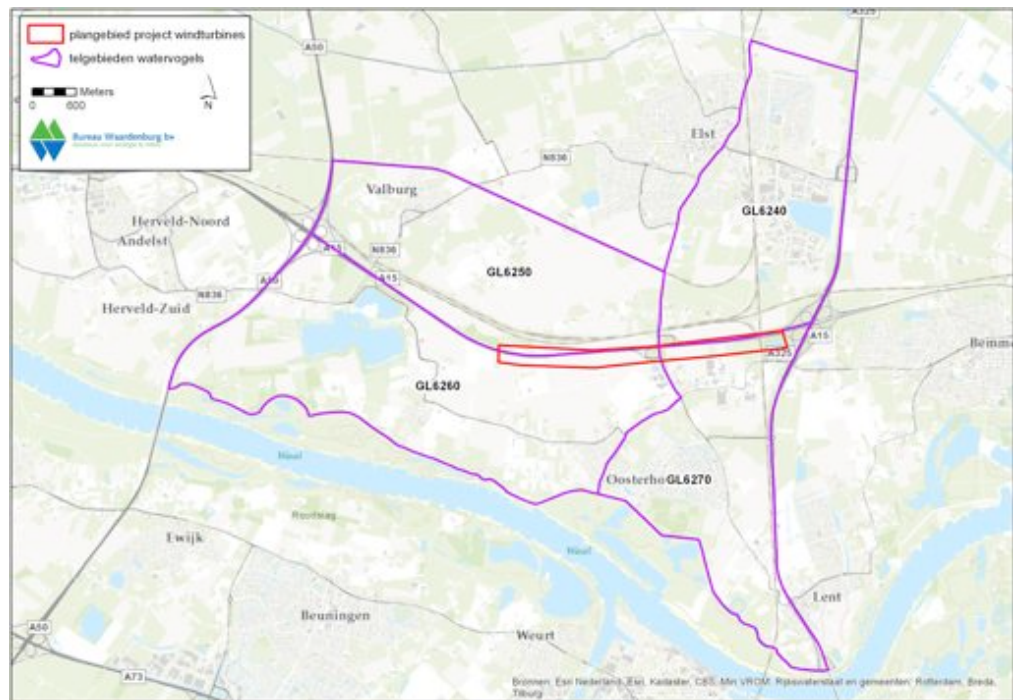 plangebied project windturbines
telgebieden watervogels
Meters
0 600
N
Bureau Waardenburg bv
A50
A325
Elst
N836
Valburg
GL6240
Herveld-Noord
Andelst
A15
N836
A15
GL6250
A50
N836
Herveld-Zuid
A15
A325
Bemme
GL6260
Waal
Oosterho
GL6270
Ewijk
Waal
Beuningen
Lent
Weurt
A50
A73
Bronnen: Esri Nederland, Esri, Kadaster, CBS, Min VROM, Rijkswaterstaat en gemeenten: Rotterdam, Breda,
Tilburg